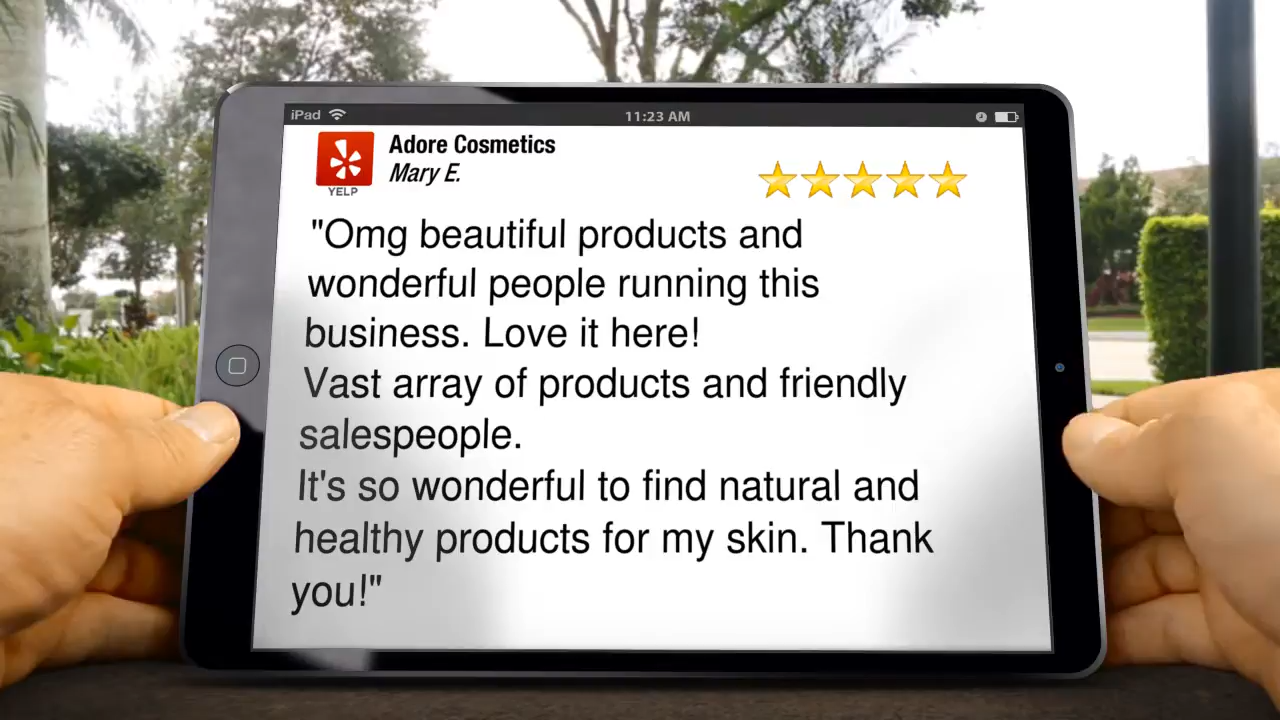 iPad 11:23 AM
Adore Cosmetics
Mary E.
YELP
"Omg beautiful products and
wonderful people running this
business. Love it here!
Vast array of products and friendly
salespeople.
It's so wonderful to find natural and
healthy products for my skin. Thank
you!"